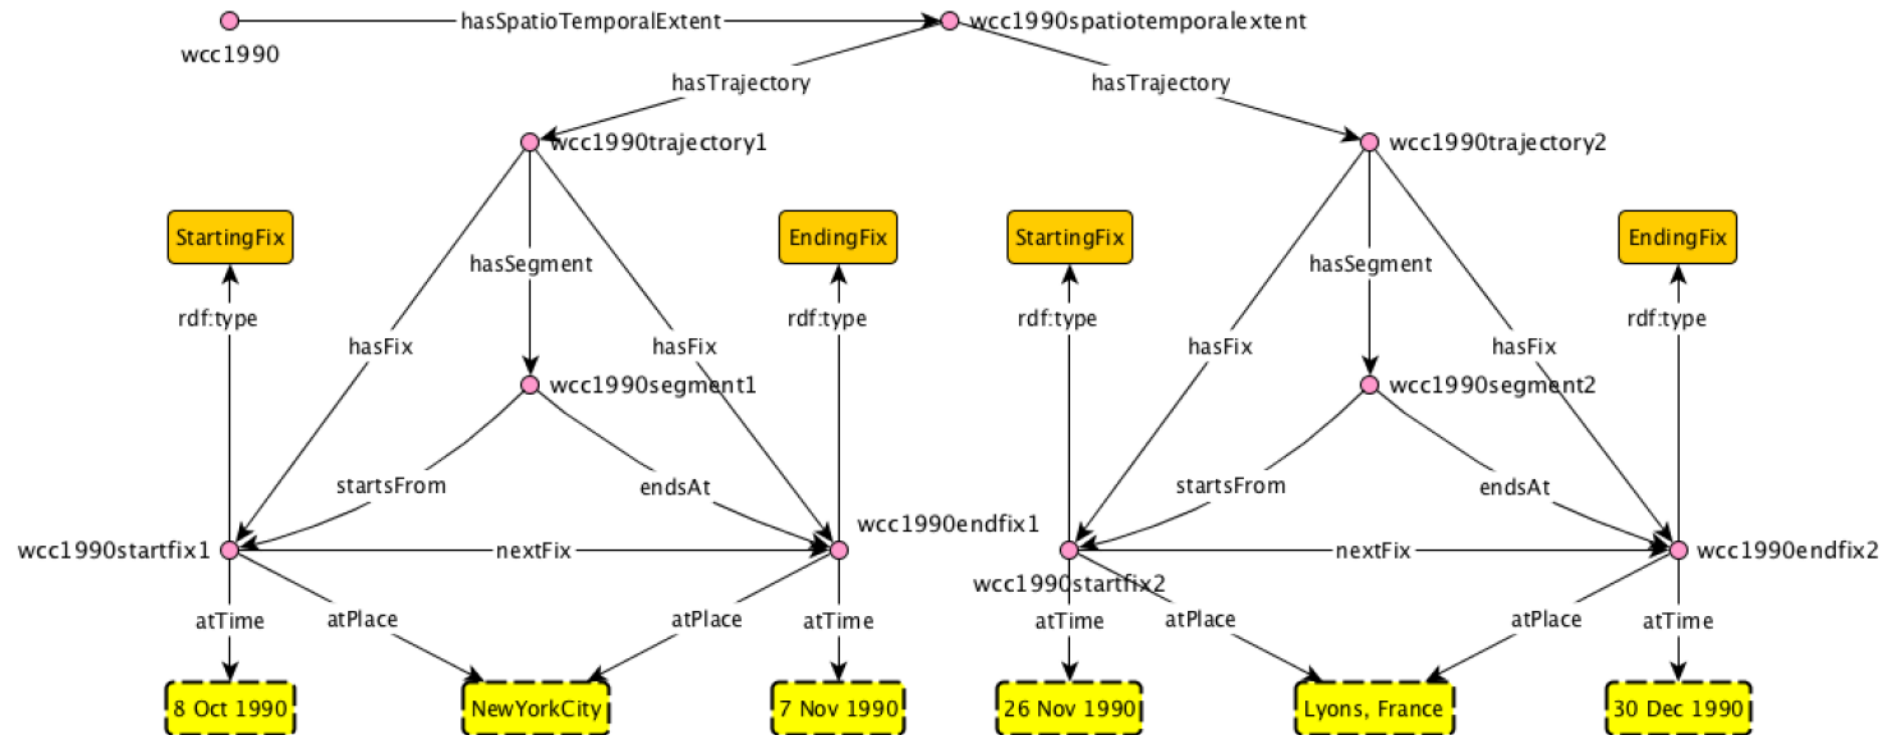 hasSpatioTemporalExtent wcc1990spatiotemporalextent
wcc1990
hasTrajectory hasTrajectory
wcc1990trajectory1 wcc1990trajectory2
StartingFix EndingFix StartingFix EndingFix
hasSegment hasSegment
rdf:type rdf:type rdf:type rdf:type
hasFix hasFix hasFix hasFix
wcc1990segment1 wcc1990segment2
startsFrom endsAt startsFrom endsAt
wcc1990endfix1
wcc1990startfix1 nextFix nextFix wcc1990endfix2
wcc1990startfix2
atTime atPlace atPlace atTime atTime atPlace atPlace atTime
8 Oct 1990 NewYorkCity 7 Nov 1990 26 Nov 1990 Lyons, France 30 Dec 1990